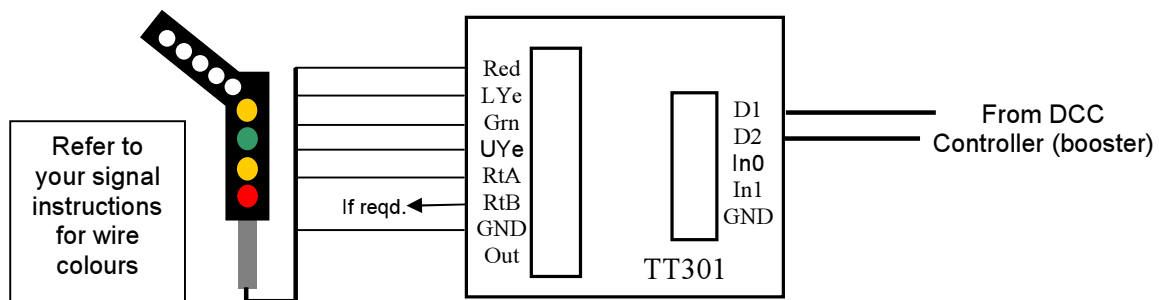 Refer to
your signal
instructions
for wire
colours
If reqd.
Red
LYe
Grn
UYe
RtA
RtB
GND
Out
TT301
D1
D2
In0
In1
GND
From DCC
Controller (booster)